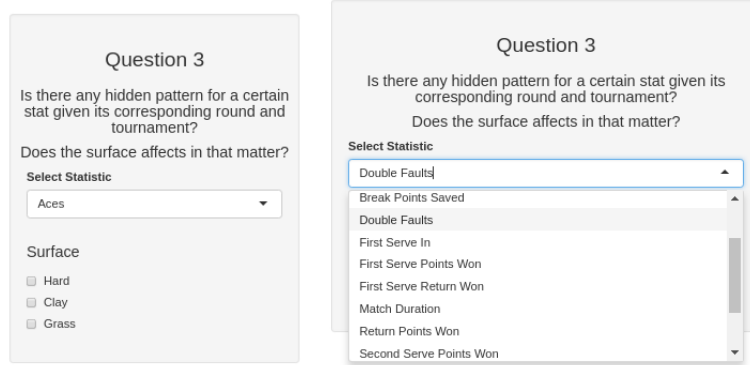 Question 3
Is there any hidden pattern for a certain
stat given its corresponding round and
tournament?
Does the surface affects in that matter?
Select Statistic
Aces
Surface
Hard
Clay
Grass
Question 3
Is there any hidden pattern for a certain stat given its
corresponding round and tournament?
Does the surface affects in that matter?
Select Statistic
Double Faults
Break Points Saved
Double Faults
First Serve In
First Serve Points Won
First Serve Return Won
Match Duration
Return Points Won
Second Serve Points Won